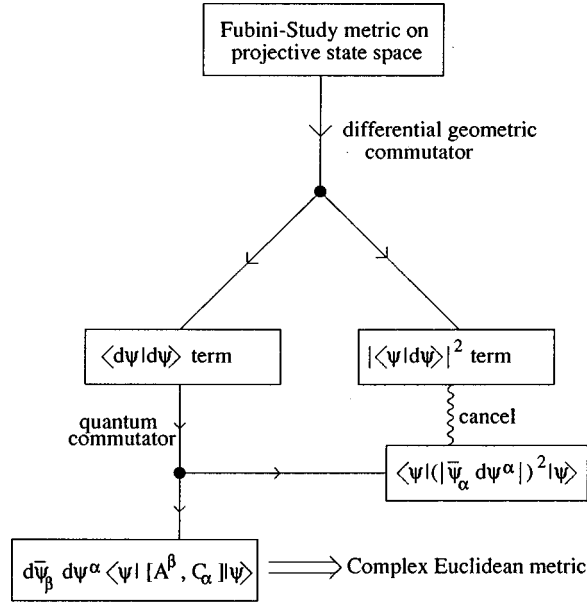 Fubini-Study metric on
projective state space
differential geometric
commutator
⟨dψ|dψ⟩ term
|⟨ψ|dψ⟩|² term
quantum
commutator
cancel
⟨ψ|(|ψ̄_α dψ^α|)²|ψ⟩
dψ̄_β dψ^α ⟨ψ| [A^β , C_α ]|ψ⟩
Complex Euclidean metric